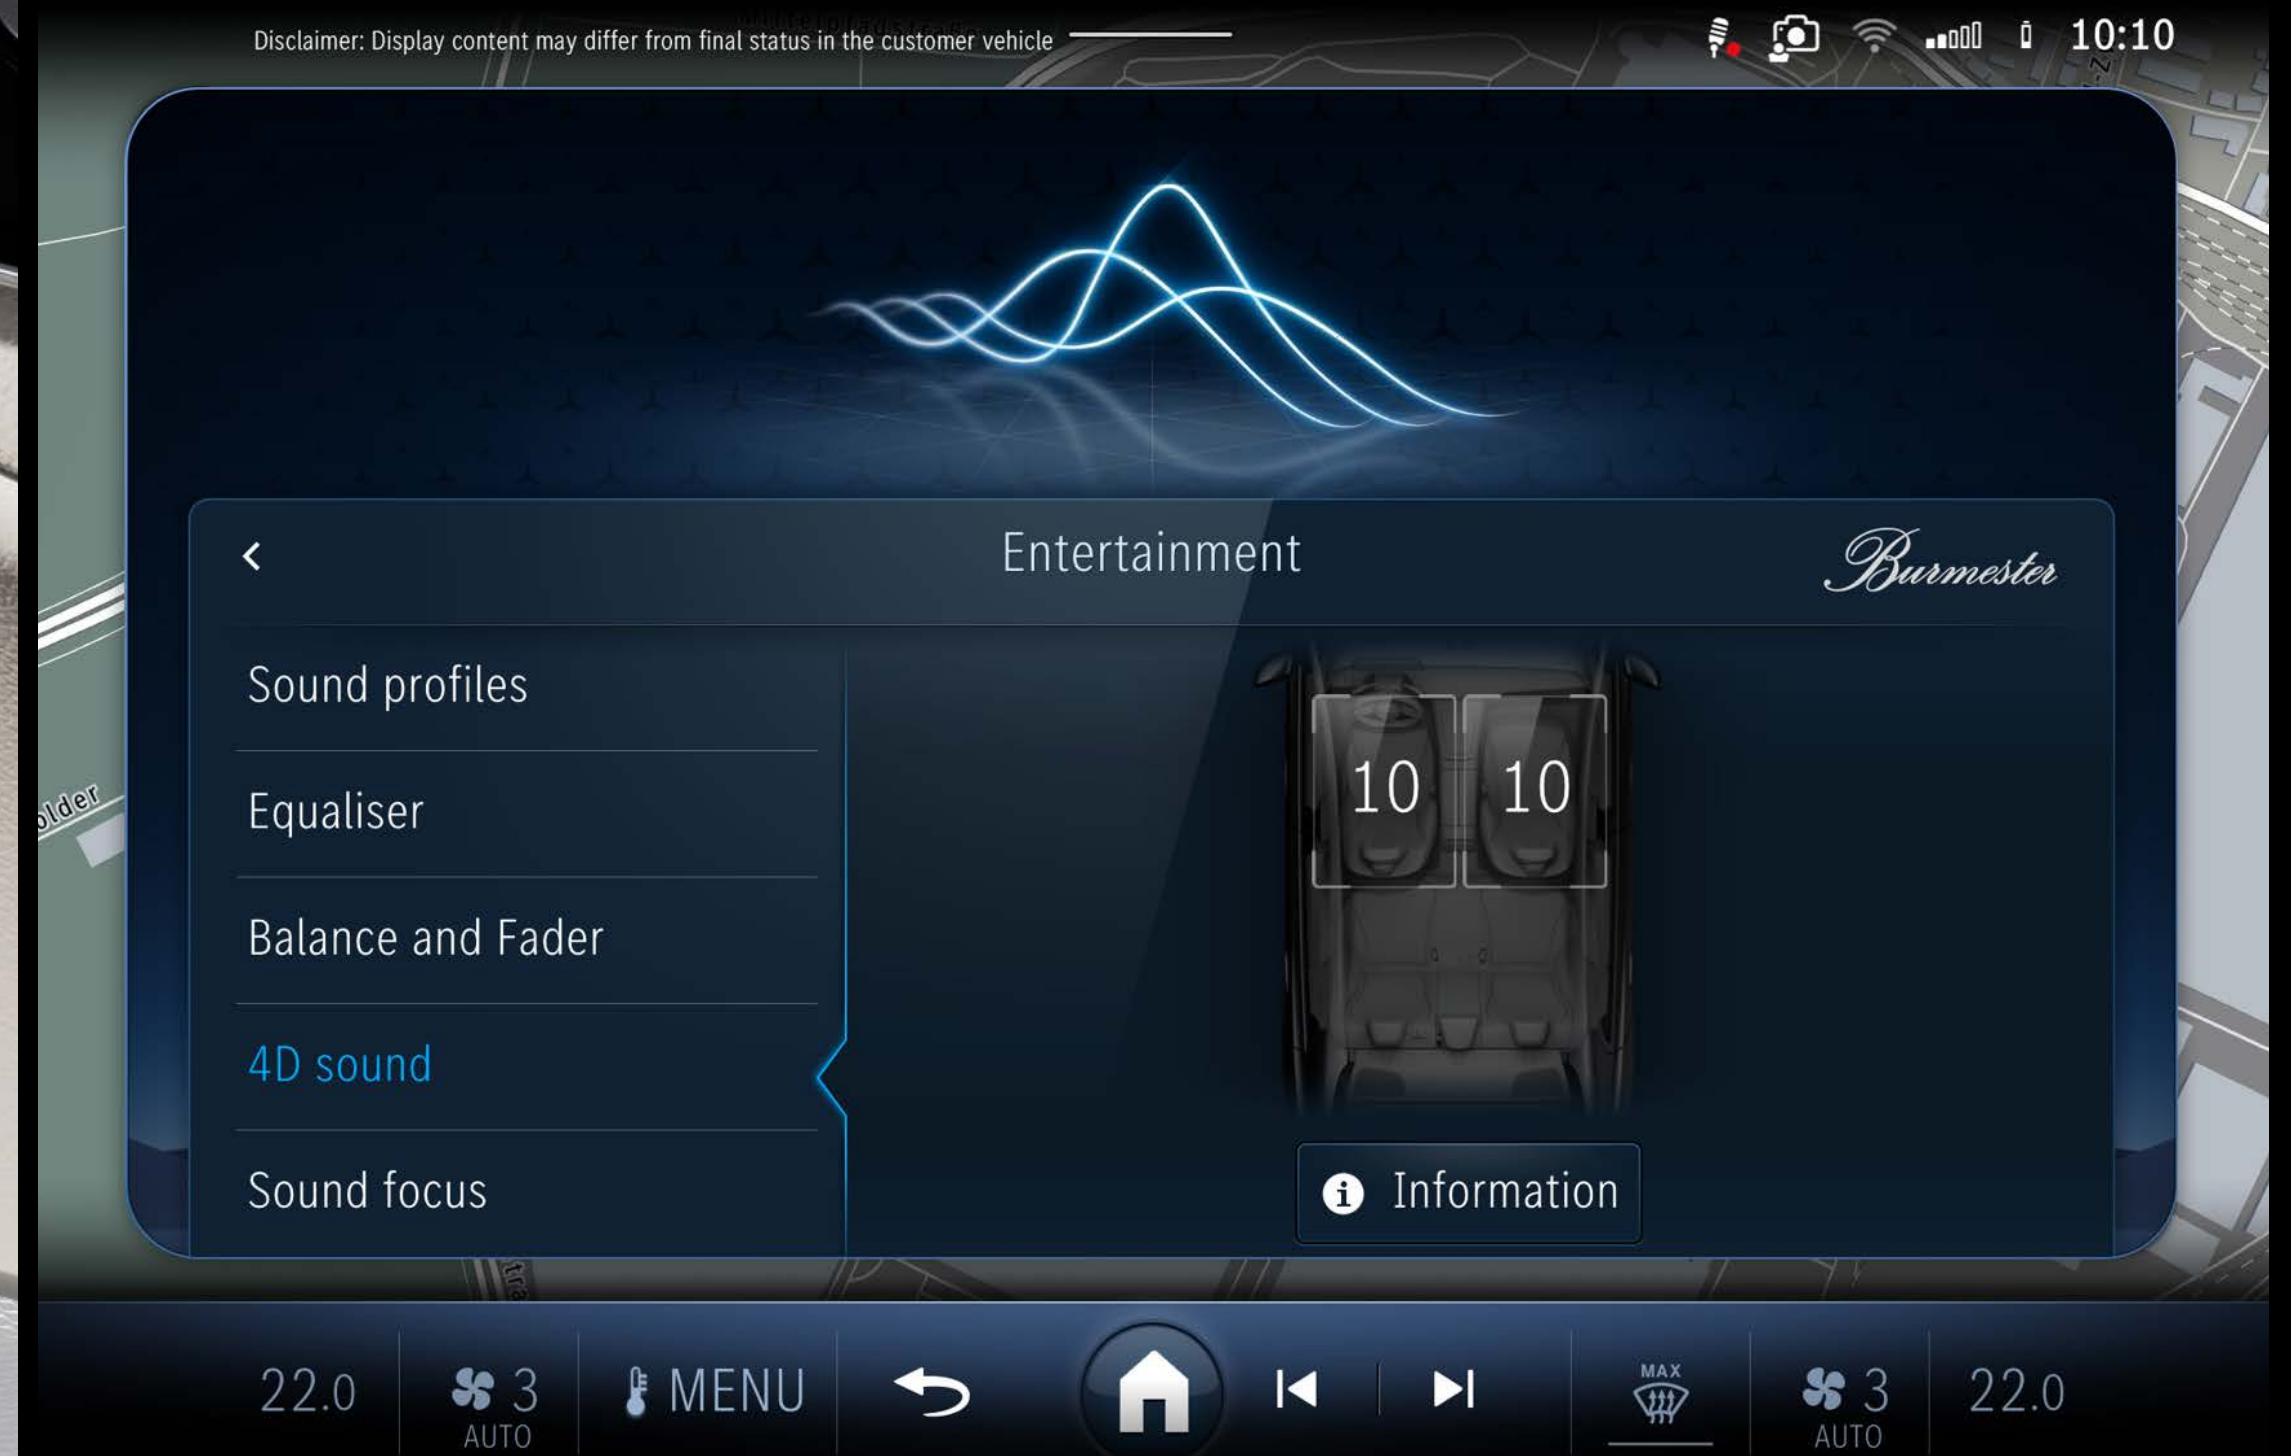 Disclaimer: Display content may differ from final status in the customer vehicle
10:10
Entertainment
Burmester
Sound profiles
Equaliser
Balance and Fader
4D sound
Sound focus
10 10
Information
older
tra
22.0
3
AUTO
MENU
MAX
3
AUTO
22.0